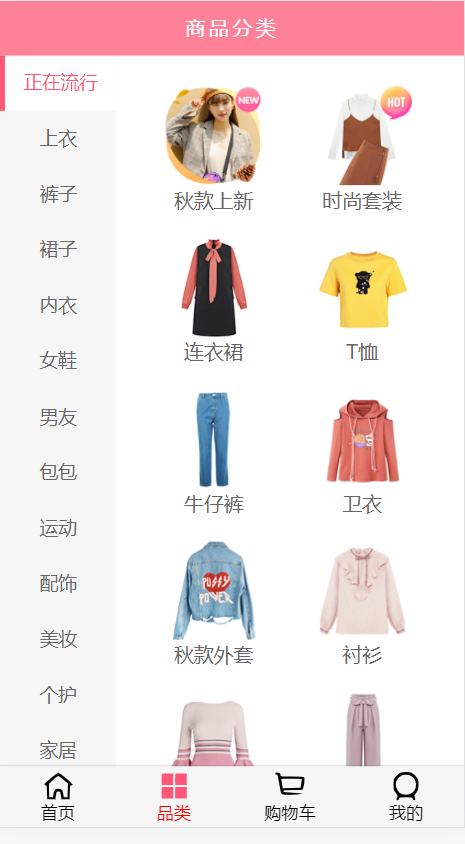 商品分类
正在流行
上衣
裤子
裙子
内衣
女鞋
男友
包包
运动
配饰
美妆
个护
家居
NEW
HOT
秋款上新
时尚套装
连衣裙
T恤
牛仔裤
卫衣
PUSSY
POWER
秋款外套
衬衫
首页
品类
购物车
我的